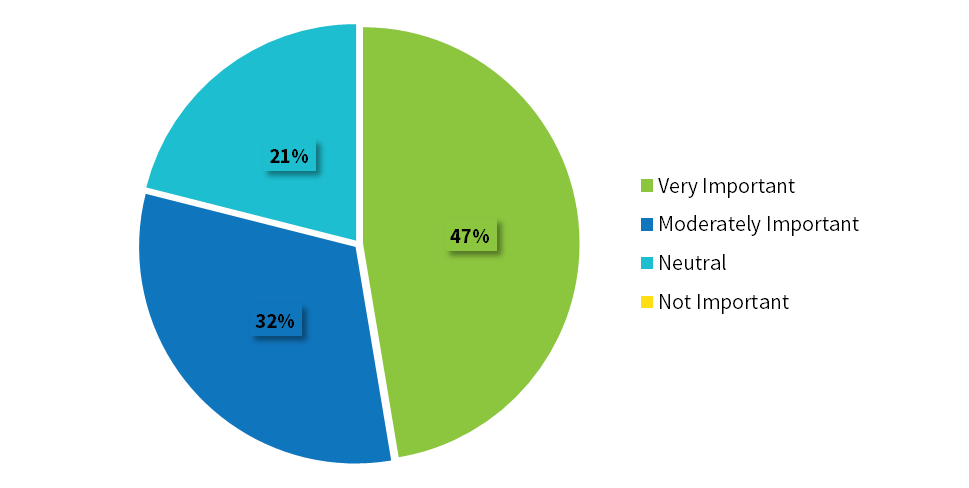 21%
47%
32%
Very Important
Moderately Important
Neutral
Not Important